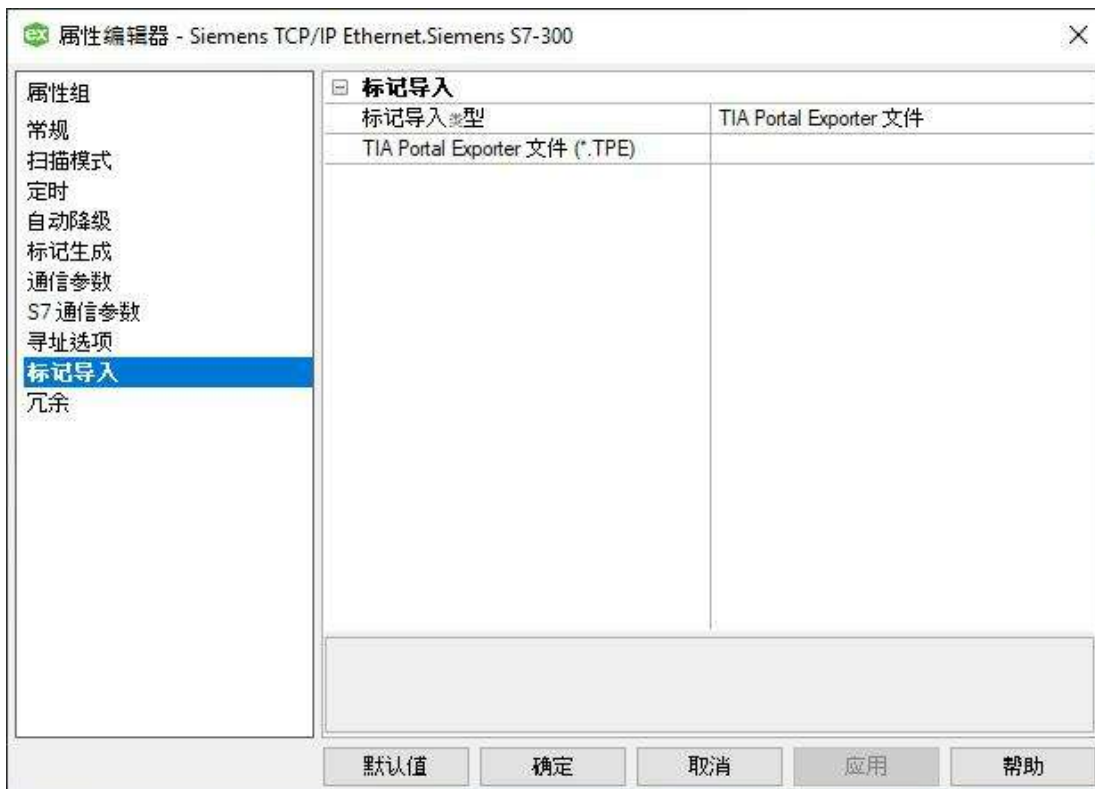 属性编辑器 - Siemens TCP/IP Ethernet.Siemens S7-300
属性组
常规
扫描模式
定时
自动降级
标记生成
通信参数
S7 通信参数
寻址选项
标记导入
冗余
标记导入
标记导入类型 TIA Portal Exporter 文件
TIA Portal Exporter 文件 (*.TPE)
默认值 确定 取消 应用 帮助